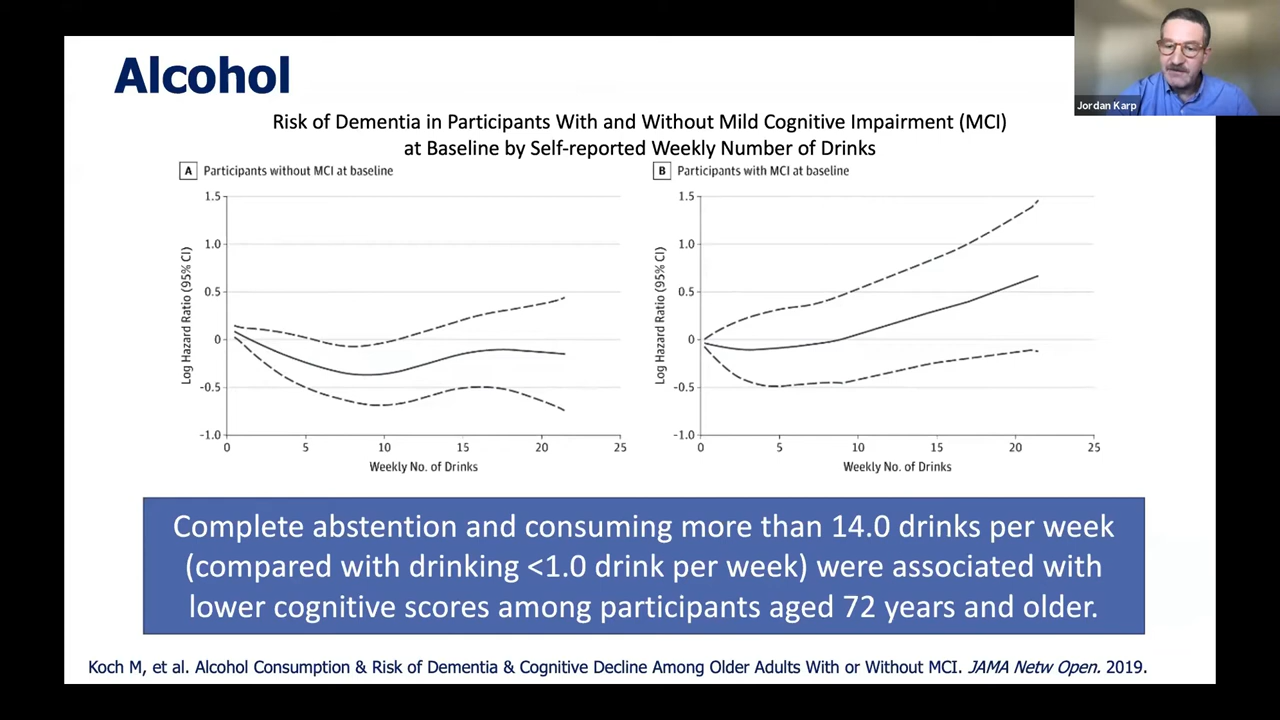 Alcohol
Jordan Karp
Risk of Dementia in Participants With and Without Mild Cognitive Impairment (MCI)
at Baseline by Self-reported Weekly Number of Drinks
A Participants without MCI at baseline
1.5
1.0
0.5
0
-0.5
-1.0
Log Hazard Ratio (95% CI)
0 5 10 15 20 25
Weekly No. of Drinks
B Participants with MCI at baseline
1.5
1.0
0.5
0
-0.5
-1.0
Log Hazard Ratio (95% CI)
0 5 10 15 20 25
Weekly No. of Drinks
Complete abstention and consuming more than 14.0 drinks per week
(compared with drinking <1.0 drink per week) were associated with
lower cognitive scores among participants aged 72 years and older.
Koch M, et al. Alcohol Consumption & Risk of Dementia & Cognitive Decline Among Older Adults With or Without MCI. JAMA Netw Open. 2019.